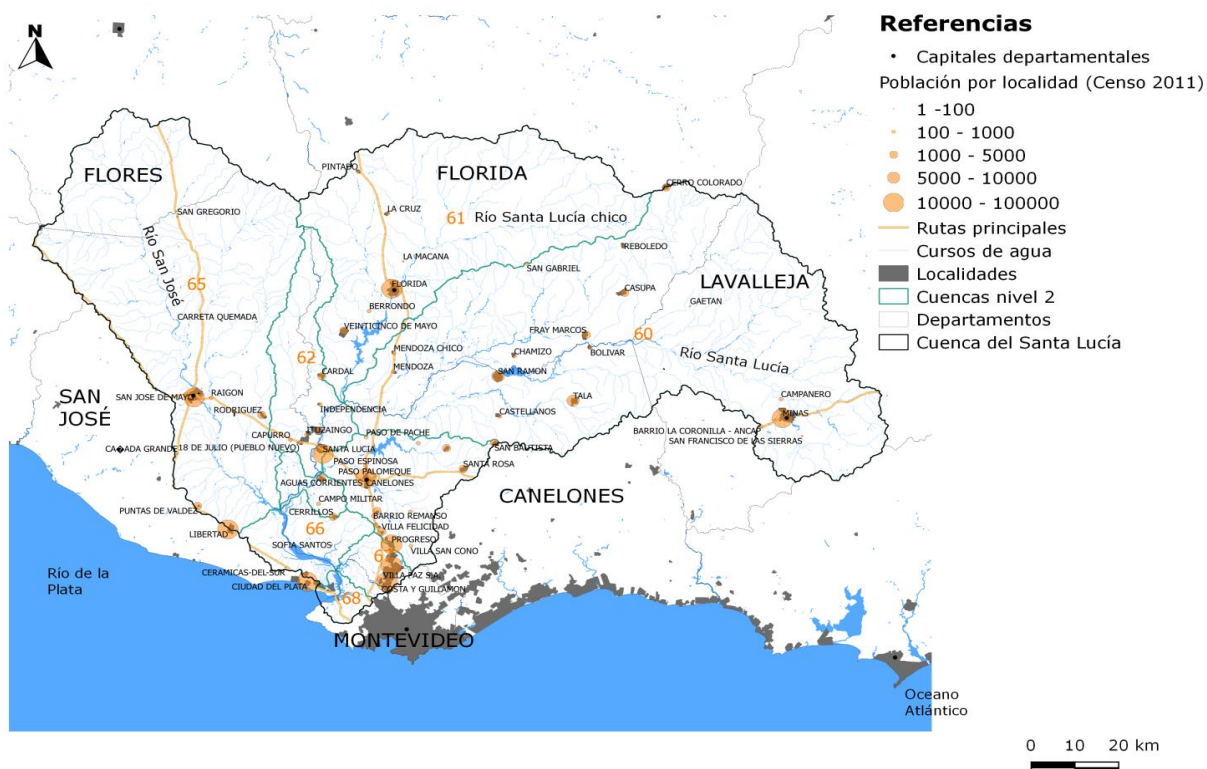 N
Referencias
Capitales departamentales
Población por localidad (Censo 2011)
1 -100
100 - 1000
1000 - 5000
5000 - 10000
10000 - 100000
Rutas principales
Cursos de agua
Localidades
Cuencas nivel 2
Departamentos
Cuenca del Santa Lucía
FLORES
FLORIDA
PINTADO
CERRO COLORADO
SAN GREGORIO
LA CRUZ
61
Río Santa Lucía chico
Río San José
REBOLEDO
LA MACANA
SAN GABRIEL
LAVALLEJA
65
FLORIDA
CASUPA
GAETAN
BERRONDO
CARRETA QUEMADA
VEINTICINCO DE MAYO
FRAY MARCOS
60
MENDOZA CHICO
BOLIVAR
62
CHAMIZO
Río Santa Lucía
CARDAL
MENDOZA
SAN RAMON
SAN
JOSÉ
SAN JOSE DE MAYO
RAIGON
TALA
CAMPANERO
RODRIGUEZ
INDEPENDENCIA
CASTELLANOS
MINAS
ITUZAINGO
CAPURRO
PASO DE PACHE
BARRIO LA CORONILLA - ANCAP
SAN FRANCISCO DE LAS SIERRAS
CA�ADA GRANDE
18 DE JULIO (PUEBLO NUEVO)
SANTA LUCIA
SAN BAUTISTA
PASO ESPINOSA
PASO PALOMEQUE
SANTA ROSA
AGUAS CORRIENTES
CANELONES
CANELONES
CAMPO MILITAR
PUNTAS DE VALDEZ
CERRILLOS
BARRIO REMANSO
LIBERTAD
66
VILLA FELICIDAD
SOFIA SANTOS
PROGRESO
VILLA SAN CONO
Río de la
Plata
CERAMICAS-DEL-SUR
VILLA PAZ S.A.
CIUDAD DEL PLATA
COSTA Y GUILLAMON
68
MONTEVIDEO
Oceano
Atlántico
0 10 20 km